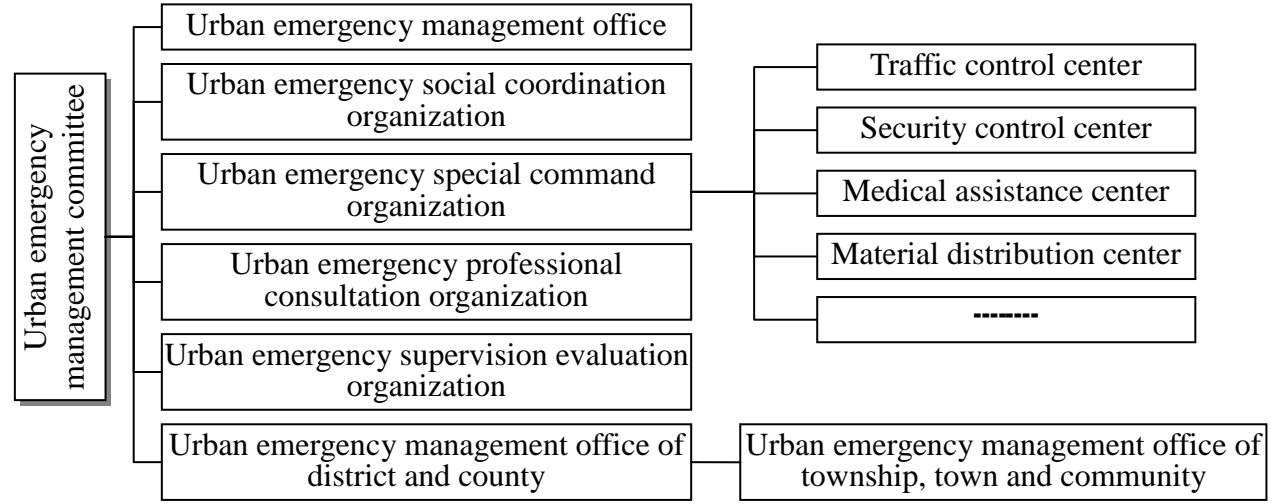 Urban emergency
management committee
Urban emergency management office
Urban emergency social coordination
organization
Urban emergency special command
organization
Urban emergency professional
consultation organization
Urban emergency supervision evaluation
organization
Urban emergency management office of
district and county
Traffic control center
Security control center
Medical assistance center
Material distribution center
--------
Urban emergency management office of
township, town and community